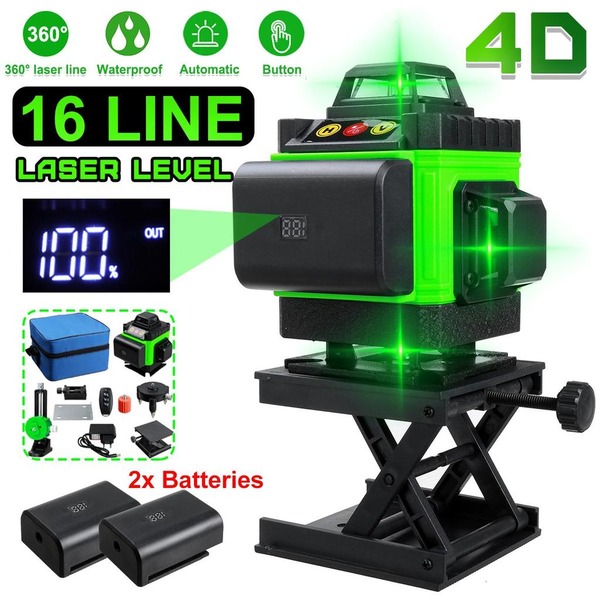 360°
360° laser line
Waterproof
Automatic
Button
4D
16 LINE
LASER LEVEL
100%
OUT
H
V
2x Batteries